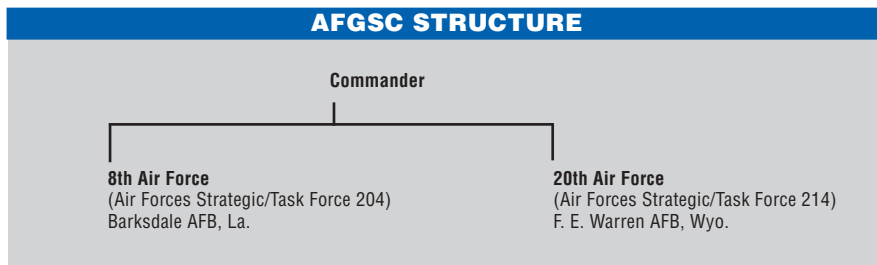 AFGSC STRUCTURE
Commander
8th Air Force
(Air Forces Strategic/Task Force 204)
Barksdale AFB, La.
20th Air Force
(Air Forces Strategic/Task Force 214)
F. E. Warren AFB, Wyo.